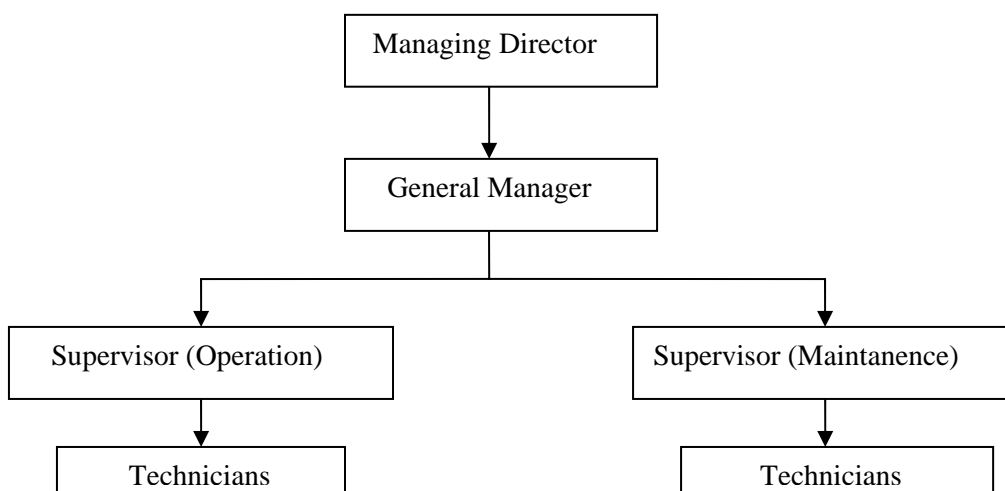 Managing Director
General Manager
Supervisor (Operation)
Supervisor (Maintanence)
Technicians
Technicians